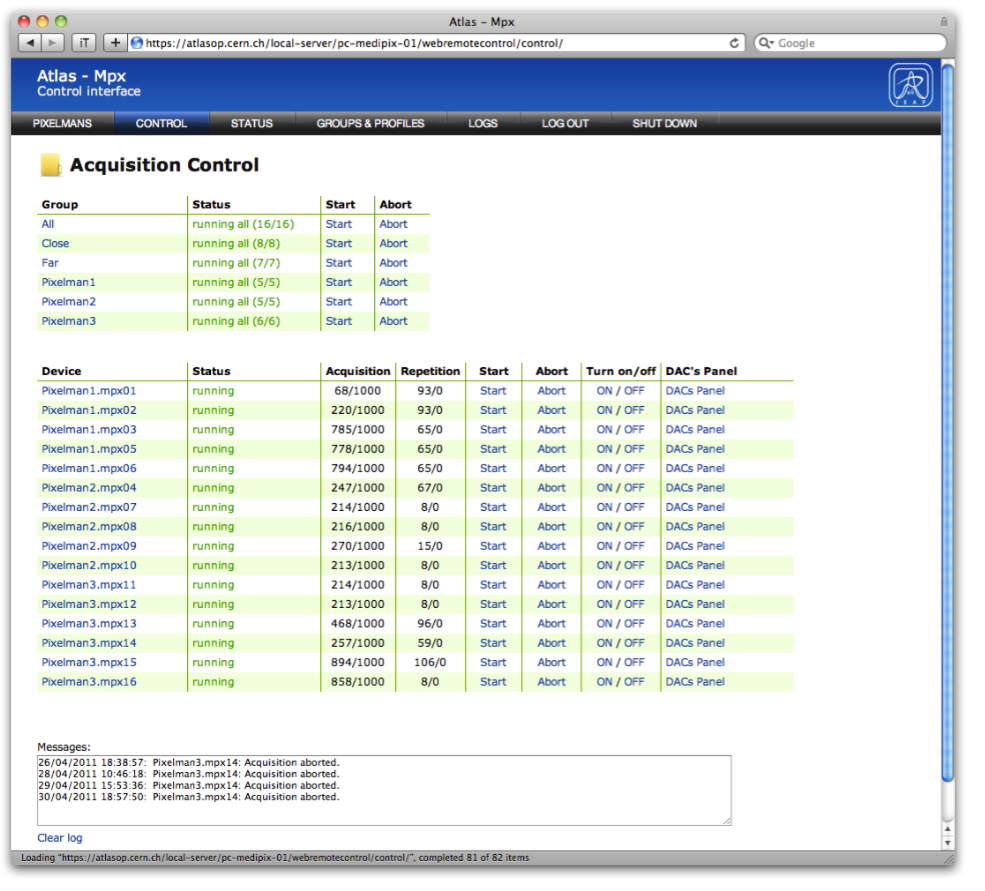 Atlas – Mpx
iT + https://atlasop.cern.ch/local-server/pc-medipix-01/webremotecontrol/control/ Google
Atlas - Mpx
Control interface
PIXELMANS CONTROL STATUS GROUPS & PROFILES LOGS LOG OUT SHUT DOWN
Acquisition Control
Group Status Start Abort
All running all (16/16) Start Abort
Close running all (8/8) Start Abort
Far running all (7/7) Start Abort
Pixelman1 running all (5/5) Start Abort
Pixelman2 running all (5/5) Start Abort
Pixelman3 running all (6/6) Start Abort
Device Status Acquisition Repetition Start Abort Turn on/off DAC's Panel
Pixelman1.mpx01 running 68/1000 93/0 Start Abort ON / OFF DACs Panel
Pixelman1.mpx02 running 220/1000 93/0 Start Abort ON / OFF DACs Panel
Pixelman1.mpx03 running 785/1000 65/0 Start Abort ON / OFF DACs Panel
Pixelman1.mpx05 running 778/1000 65/0 Start Abort ON / OFF DACs Panel
Pixelman1.mpx06 running 794/1000 65/0 Start Abort ON / OFF DACs Panel
Pixelman2.mpx04 running 247/1000 67/0 Start Abort ON / OFF DACs Panel
Pixelman2.mpx07 running 214/1000 8/0 Start Abort ON / OFF DACs Panel
Pixelman2.mpx08 running 216/1000 8/0 Start Abort ON / OFF DACs Panel
Pixelman2.mpx09 running 270/1000 15/0 Start Abort ON / OFF DACs Panel
Pixelman2.mpx10 running 213/1000 8/0 Start Abort ON / OFF DACs Panel
Pixelman3.mpx11 running 214/1000 8/0 Start Abort ON / OFF DACs Panel
Pixelman3.mpx12 running 213/1000 8/0 Start Abort ON / OFF DACs Panel
Pixelman3.mpx13 running 468/1000 96/0 Start Abort ON / OFF DACs Panel
Pixelman3.mpx14 running 257/1000 59/0 Start Abort ON / OFF DACs Panel
Pixelman3.mpx15 running 894/1000 106/0 Start Abort ON / OFF DACs Panel
Pixelman3.mpx16 running 858/1000 8/0 Start Abort ON / OFF DACs Panel
Messages:
26/04/2011 18:38:57: Pixelman3.mpx14: Acquisition aborted.
28/04/2011 10:46:18: Pixelman3.mpx14: Acquisition aborted.
29/04/2011 15:53:36: Pixelman3.mpx14: Acquisition aborted.
30/04/2011 18:57:50: Pixelman3.mpx14: Acquisition aborted.
Clear log
Loading "https://atlasop.cern.ch/local-server/pc-medipix-01/webremotecontrol/control/", completed 81 of 82 items